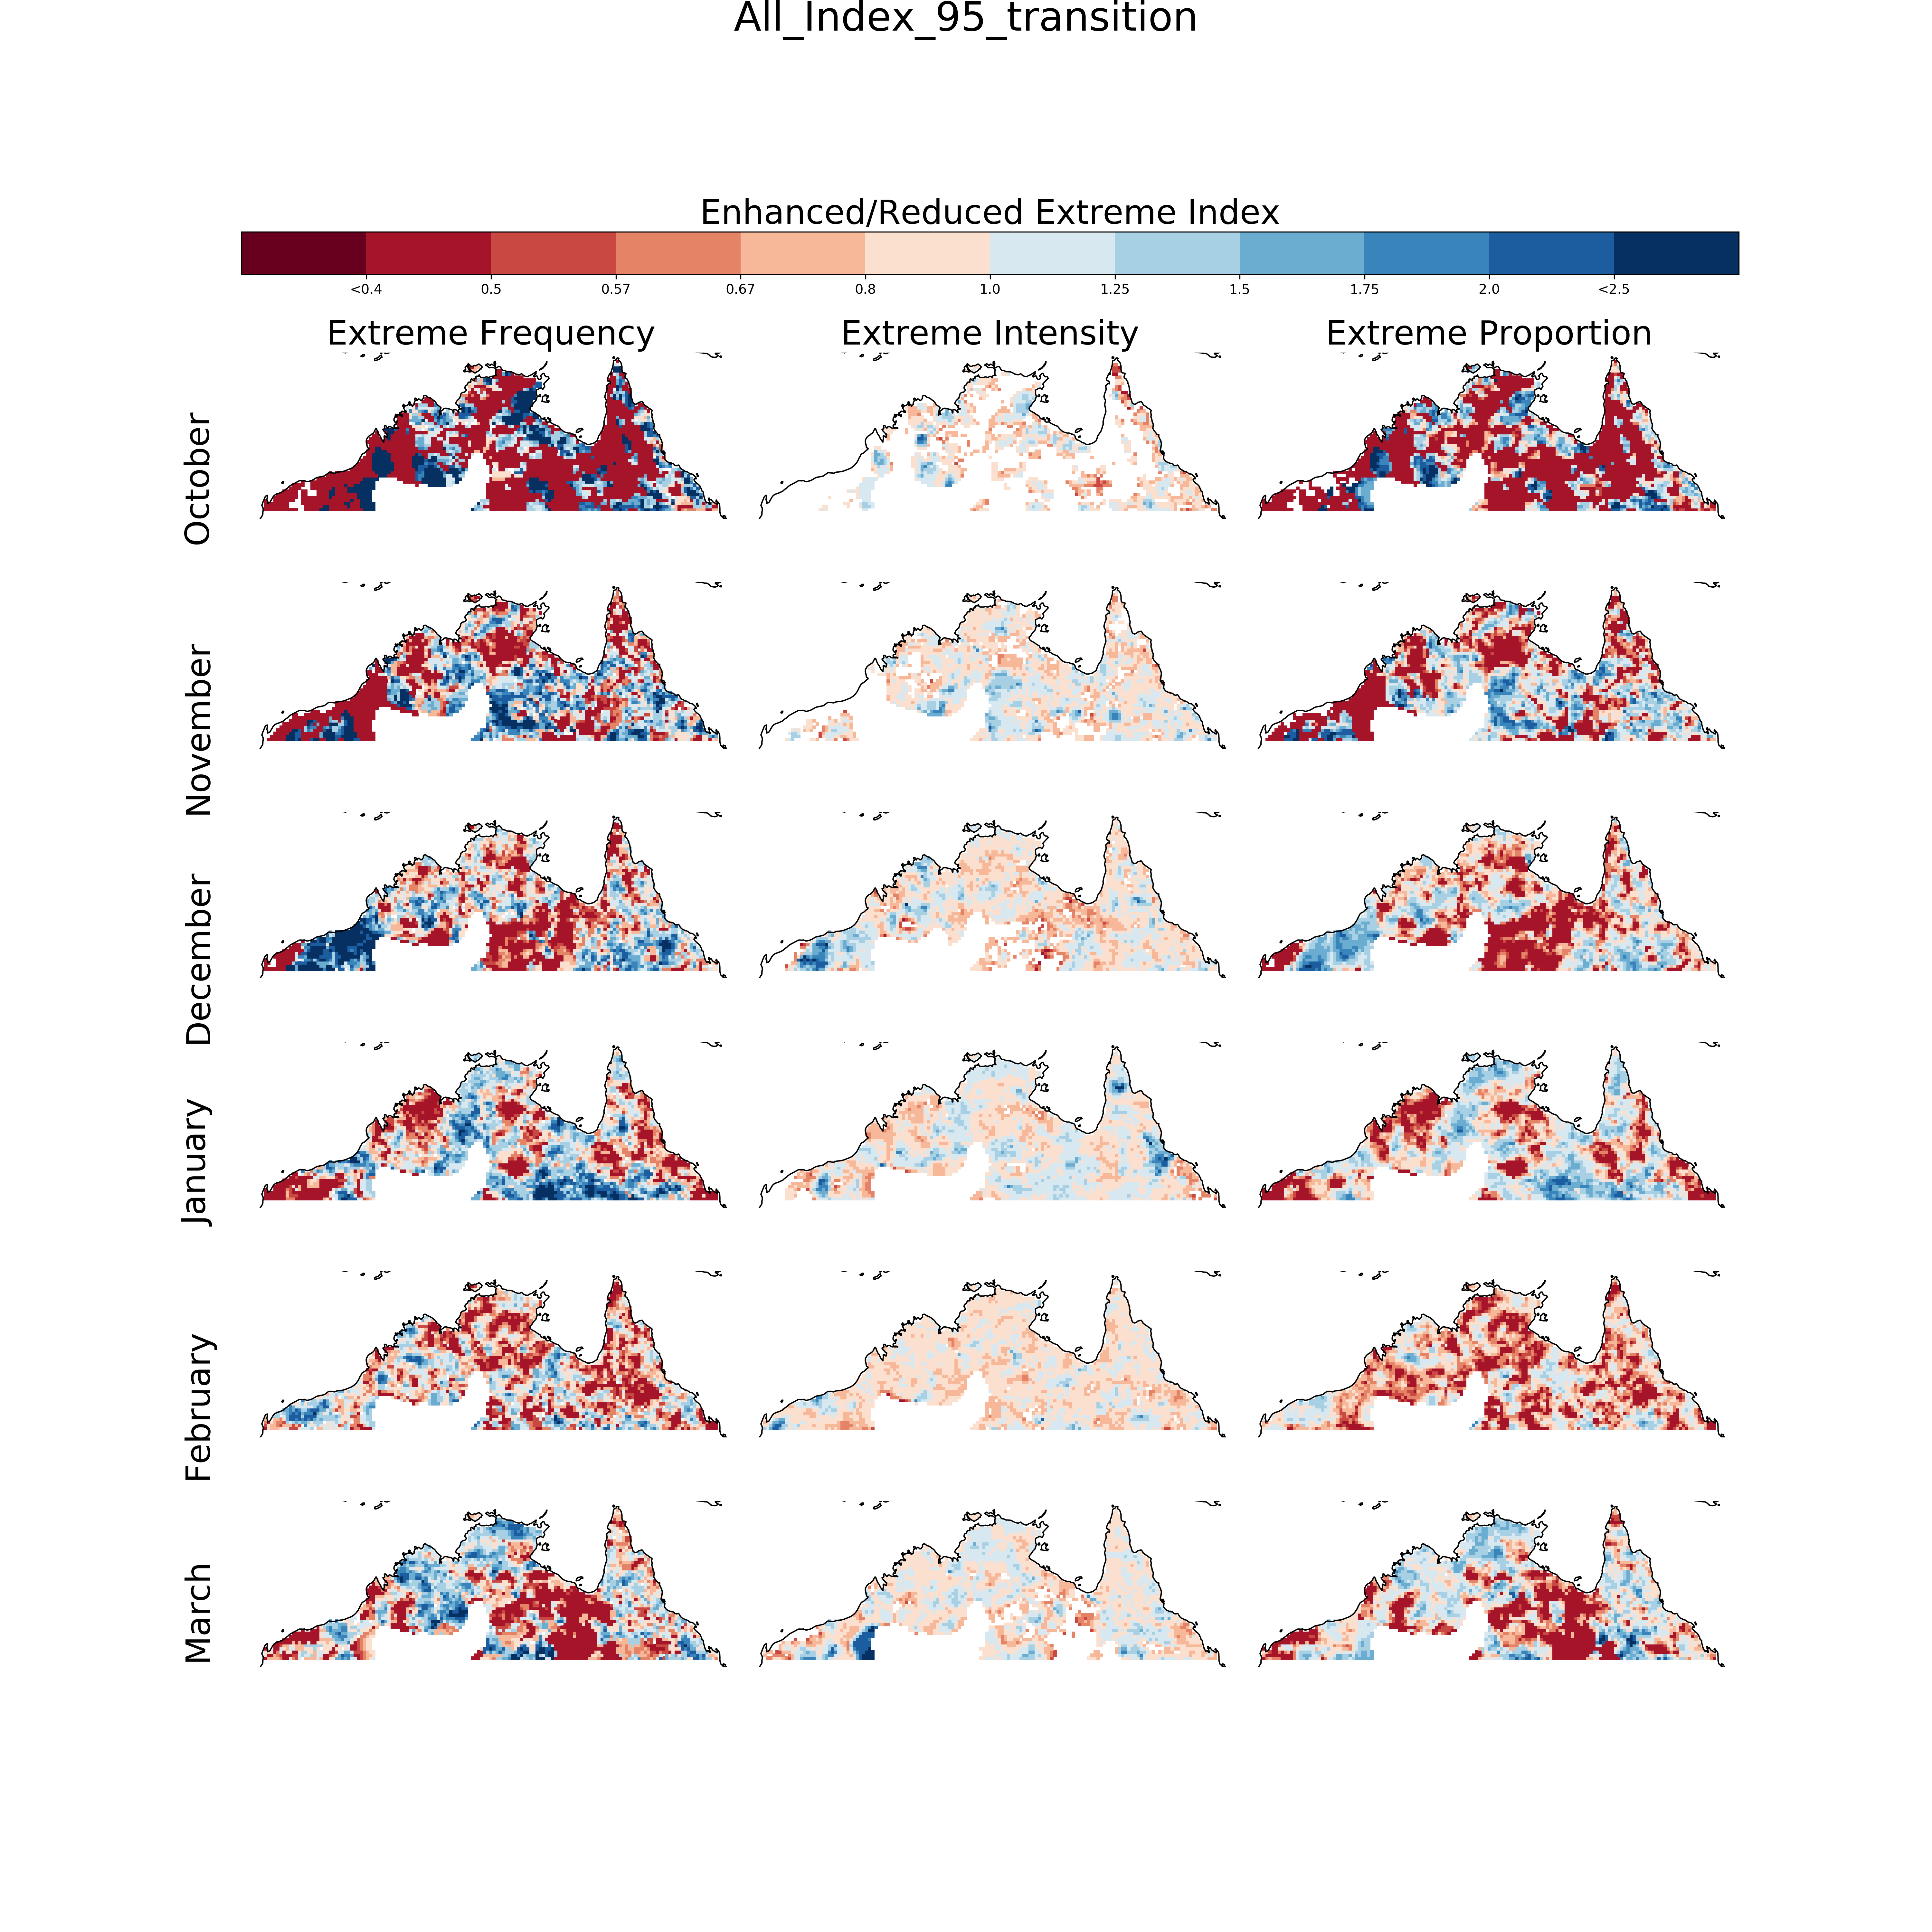 All_Index_95_transition
Enhanced/Reduced Extreme Index
<0.4 0.5 0.57 0.67 0.8 1.0 1.25 1.5 1.75 2.0 <2.5
Extreme Frequency Extreme Intensity Extreme Proportion
October
November
December
January
February
March